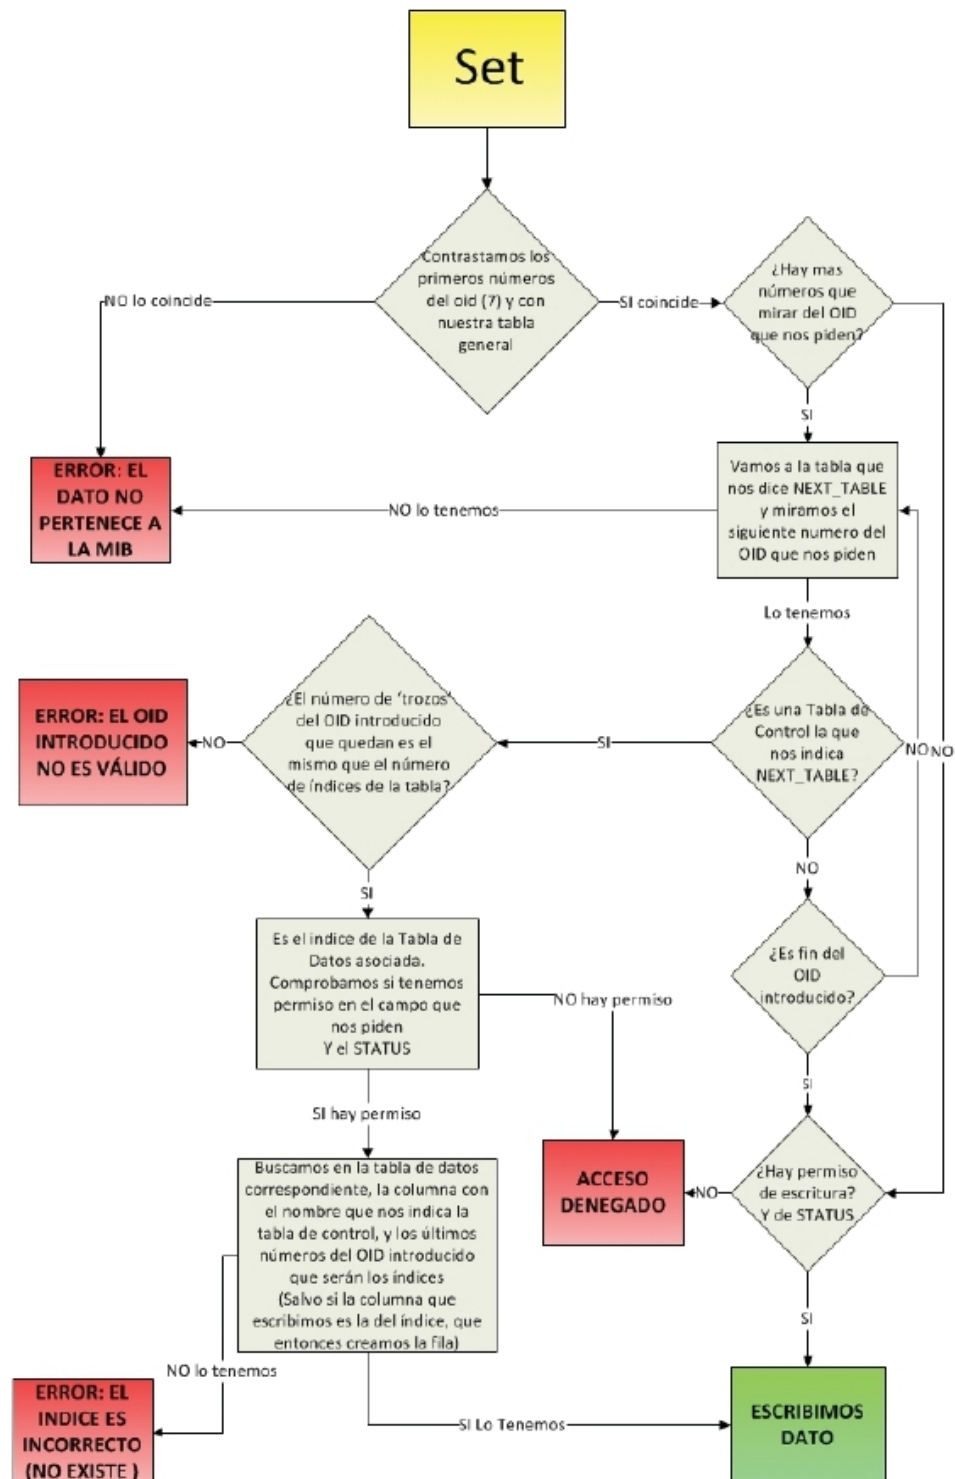 Set
Contrastamos los
primeros números
del oid (7) y con
nuestra tabla
general
NO lo coincide
SI coincide
¿Hay mas
números que
mirar del OID
que nos piden?
SI
Vamos a la tabla que
nos dice NEXT_TABLE
y miramos el
siguiente numero del
OID que nos piden
NO lo tenemos
ERROR: EL
DATO NO
PERTENECE A
LA MIB
Lo tenemos
¿Es una Tabla de
Control la que
nos indica
NEXT_TABLE?
NO
NO
SI
¿El número de ‘trozos’
del OID introducido
que quedan es el
mismo que el número
de índices de la tabla?
NO
ERROR: EL OID
INTRODUCIDO
NO ES VÁLIDO
NO
SI
¿Es fin del
OID
introducido?
Es el indice de la Tabla de
Datos asociada.
Comprobamos si tenemos
permiso en el campo que
nos piden
Y el STATUS
NO hay permiso
SI
SI hay permiso
¿Hay permiso
de escritura?
Y de STATUS
NO
ACCESO
DENEGADO
Buscamos en la tabla de datos
correspondiente, la columna con
el nombre que nos indica la
tabla de control, y los últimos
números del OID introducido
que serán los índices
(Salvo si la columna que
escribimos es la del índice, que
entonces creamos la fila)
SI
NO lo tenemos
ERROR: EL
INDICE ES
INCORRECTO
(NO EXISTE )
SI Lo Tenemos
ESCRIBIMOS
DATO